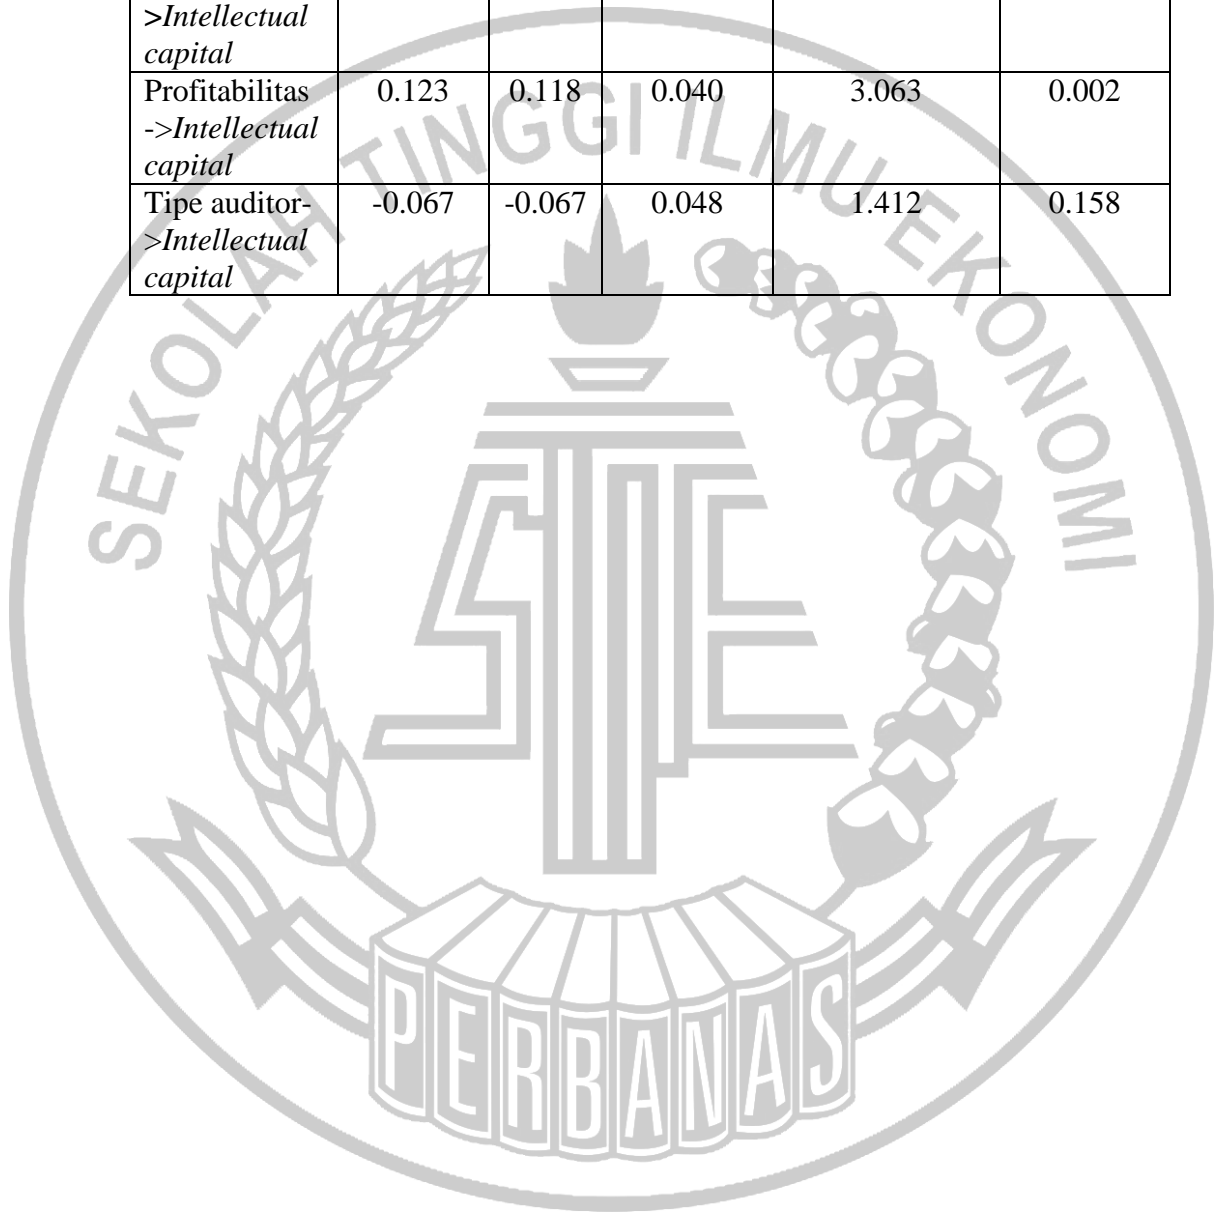 >Intellectual
capital
Profitabilitas 0.123 0.118 0.040 3.063 0.002
->Intellectual
capital
Tipe auditor- -0.067 -0.067 0.048 1.412 0.158
>Intellectual
capital
SEKOLAH TINGGI ILMU EKONOMI
STIE
PERBANAS